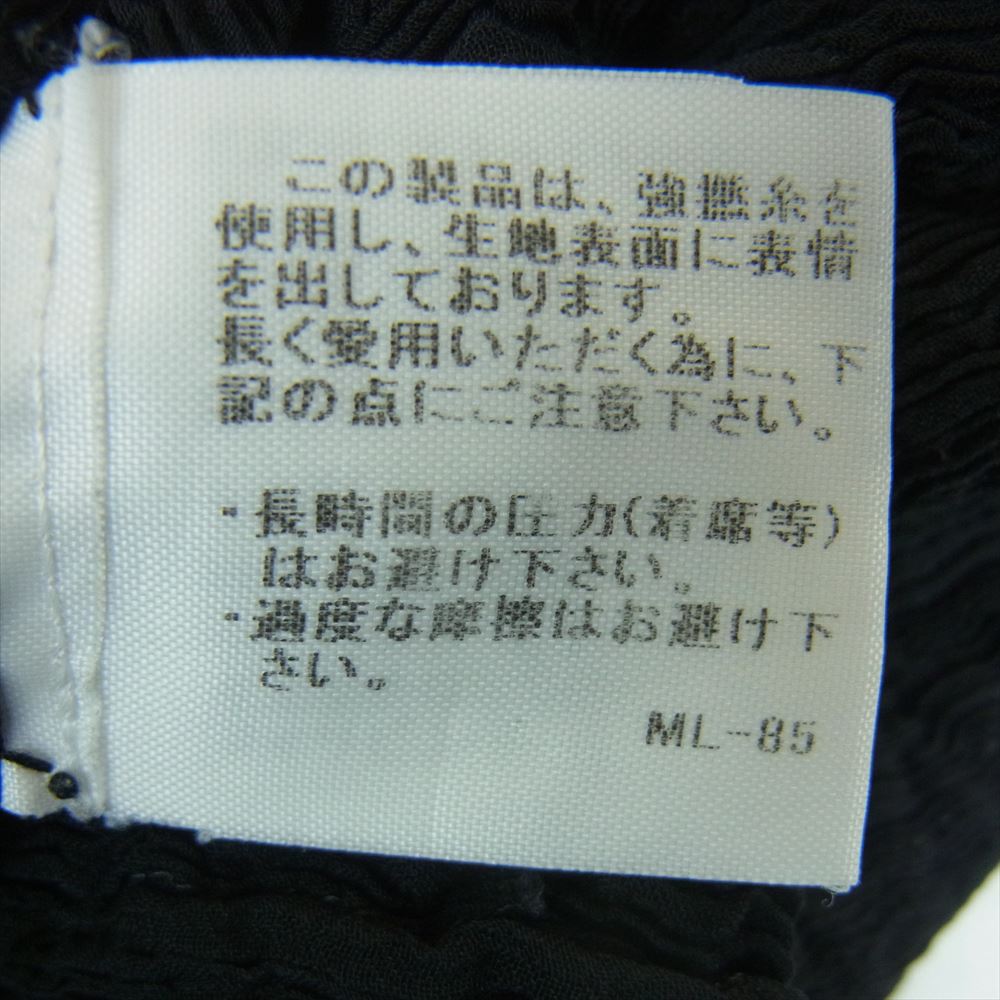 この製品は、強撚糸を
使用し、生地表面に表情
を出しております。
長く愛用いただく為に、下
記の点にご注意下さい。
・長時間の圧力(着席等)
はお避け下さい。
・過度な摩擦はお避け下
さい。
ML-85